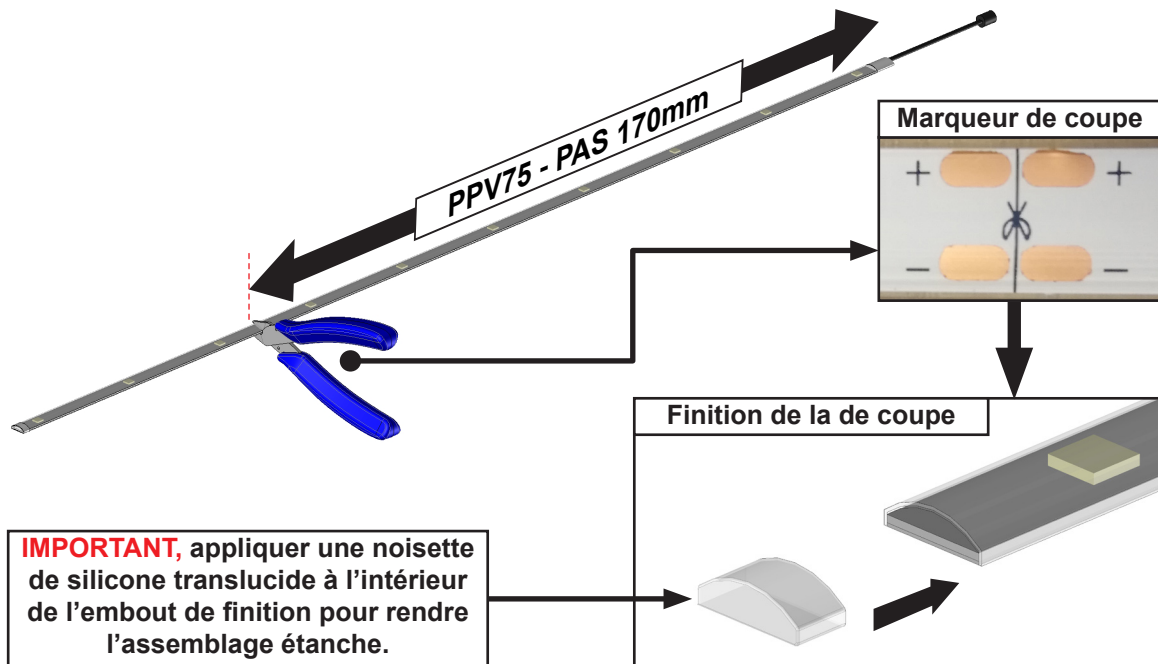 PPV75 - PAS 170mm
Marqueur de coupe
+ +
- -
Finition de la de coupe
IMPORTANT, appliquer une noisette
de silicone translucide à l’intérieur
de l’embout de finition pour rendre
l’assemblage étanche.